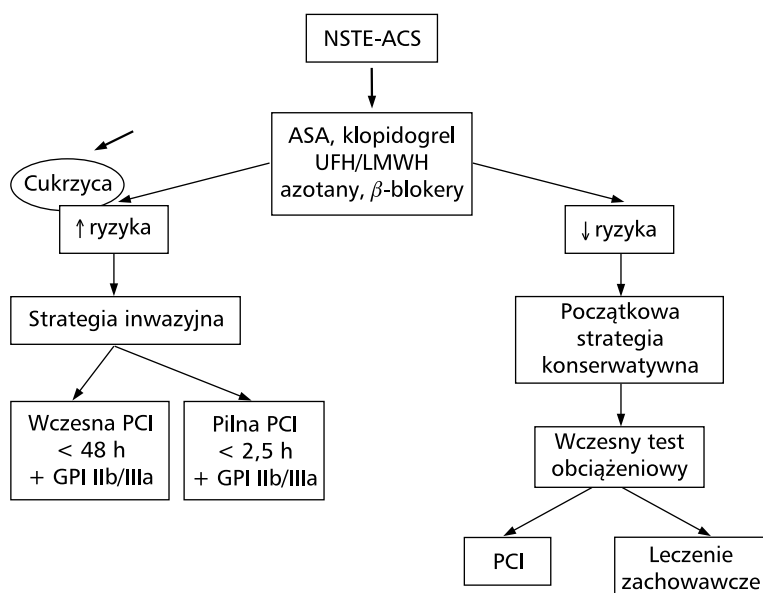 NSTE-ACS
ASA, klopidogrel
UFH/LMWH
azotany, β-blokery
Cukrzyca
↑ ryzyka
↓ ryzyka
Strategia inwazyjna
Początkowa
strategia
konserwatywna
Wczesna PCI
< 48 h
+ GPI IIb/IIIa
Pilna PCI
< 2,5 h
+ GPI IIb/IIIa
Wczesny test
obciążeniowy
PCI
Leczenie
zachowawcze